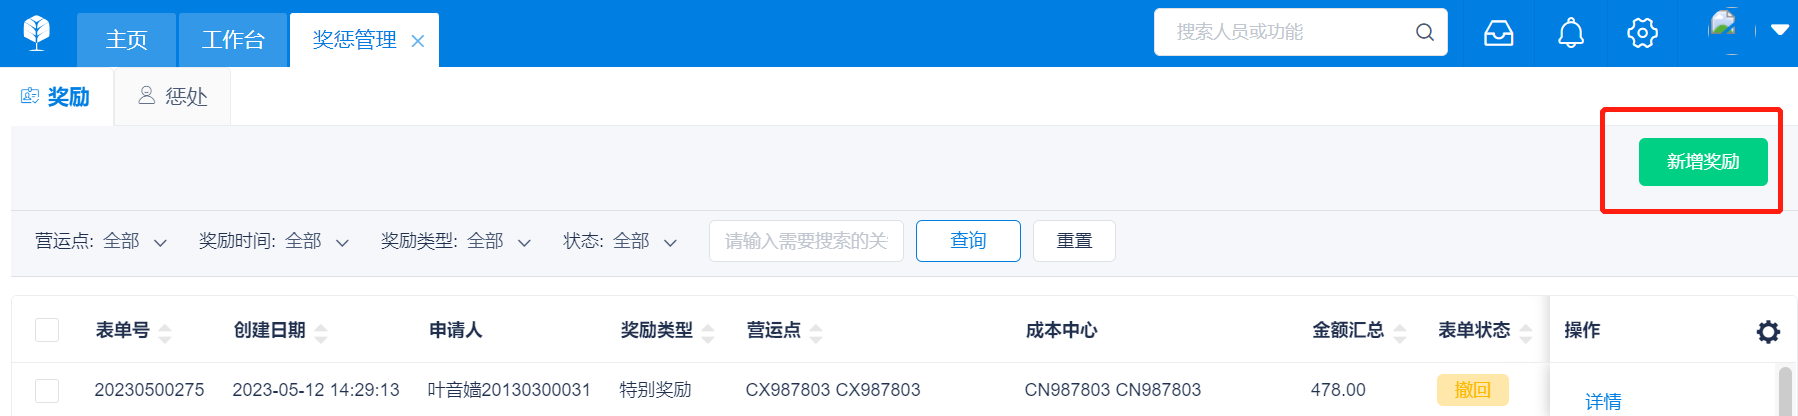 主页 工作台 奖惩管理 搜索人员或功能
奖励 惩处
新增奖励
营运点: 全部 奖励时间: 全部 奖励类型: 全部 状态: 全部 请输入需要搜索的关 查询 重置
表单号 创建日期 申请人 奖励类型 营运点 成本中心 金额汇总 表单状态 操作
20230500275 2023-05-12 14:29:13 叶音嫱20130300031 特别奖励 CX987803 CX987803 CN987803 CN987803 478.00 撤回 详情